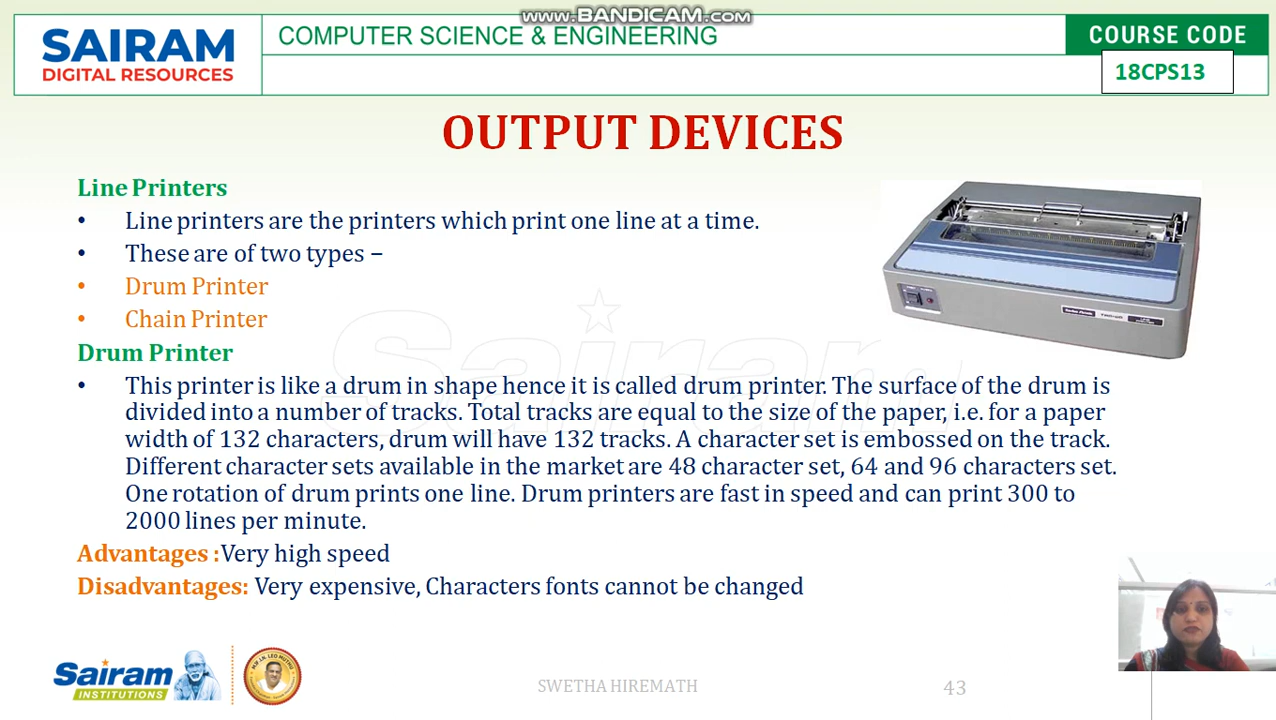 www.BANDICAM.com
SAIRAM
DIGITAL RESOURCES
COMPUTER SCIENCE & ENGINEERING
COURSE CODE
18CPS13
OUTPUT DEVICES
Line Printers
• Line printers are the printers which print one line at a time.
• These are of two types –
• Drum Printer
• Chain Printer
Drum Printer
• This printer is like a drum in shape hence it is called drum printer. The surface of the drum is
divided into a number of tracks. Total tracks are equal to the size of the paper, i.e. for a paper
width of 132 characters, drum will have 132 tracks. A character set is embossed on the track.
Different character sets available in the market are 48 character set, 64 and 96 characters set.
One rotation of drum prints one line. Drum printers are fast in speed and can print 300 to
2000 lines per minute.
Advantages :Very high speed
Disadvantages: Very expensive, Characters fonts cannot be changed
Sairam
Sairam
INSTITUTIONS
SWETHA HIREMATH
43